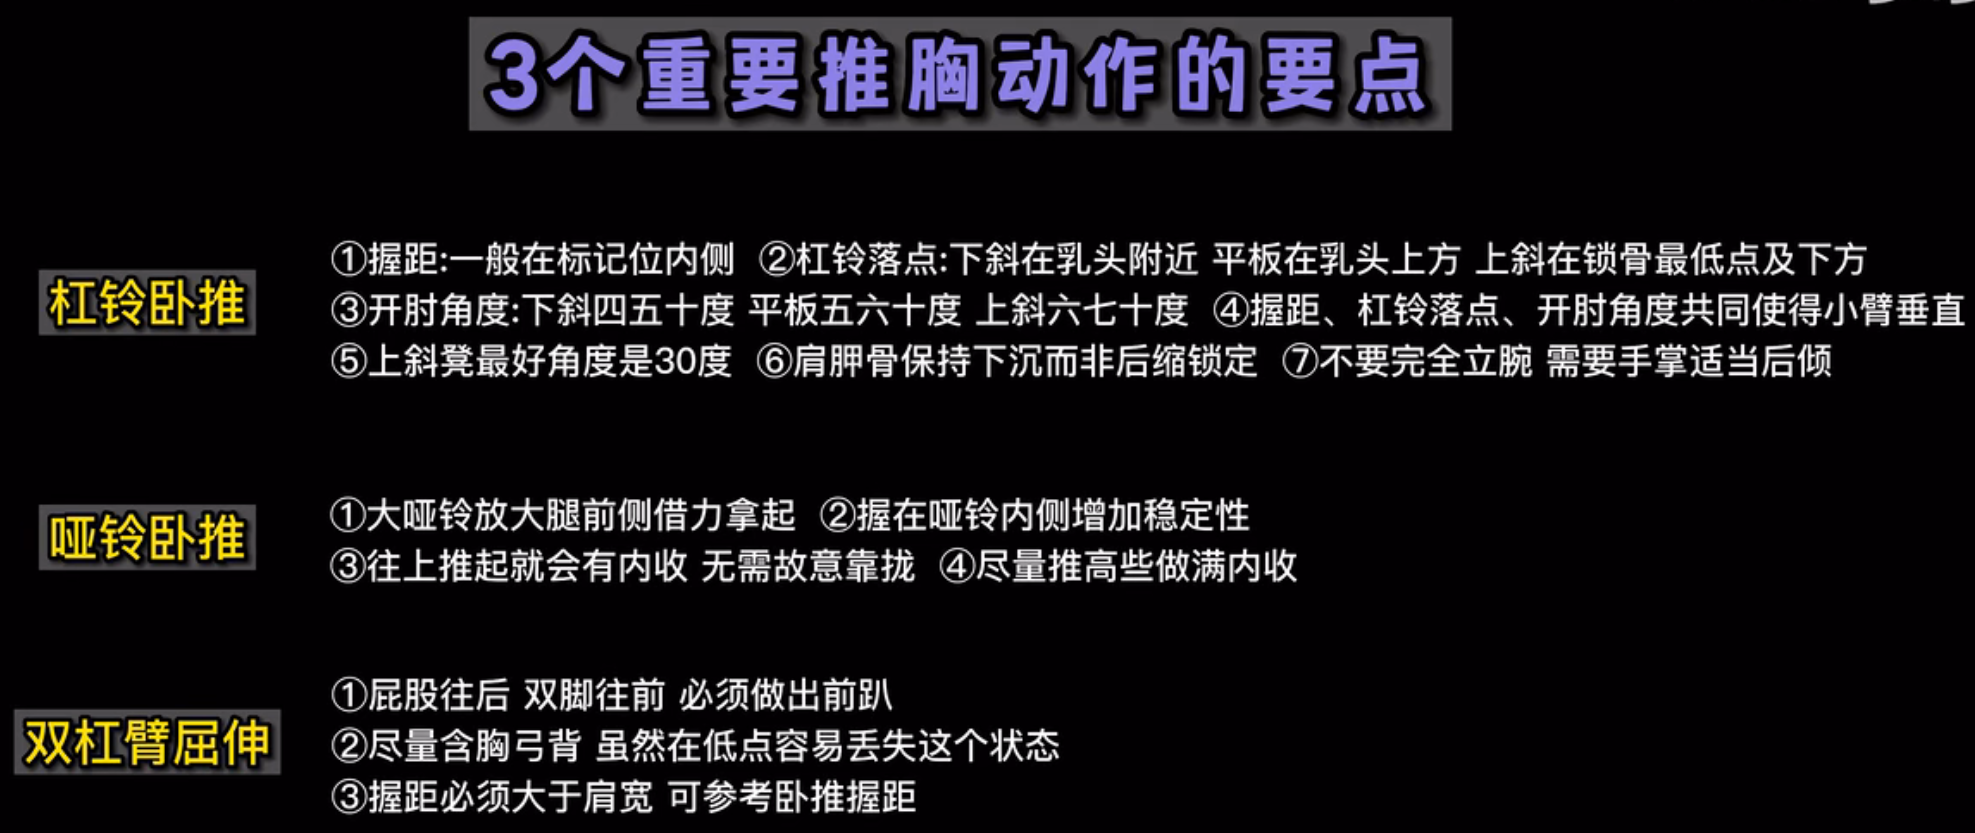 3个重要推胸动作的要点
杠铃卧推
①握距:一般在标记位内侧 ②杠铃落点:下斜在乳头附近 平板在乳头上方 上斜在锁骨最低点及下方
③开肘角度:下斜四五十度 平板五六十度 上斜六七十度 ④握距、杠铃落点、开肘角度共同使得小臂垂直
⑤上斜凳最好角度是30度 ⑥肩胛骨保持下沉而非后缩锁定 ⑦不要完全立腕 需要手掌适当后倾
哑铃卧推
①大哑铃放大腿前侧借力拿起 ②握在哑铃内侧增加稳定性
③往上推起就会有内收 无需故意靠拢 ④尽量推高些做满内收
双杠臂屈伸
①屁股往后 双脚往前 必须做出前趴
②尽量含胸弓背 虽然在低点容易丢失这个状态
③握距必须大于肩宽 可参考卧推握距